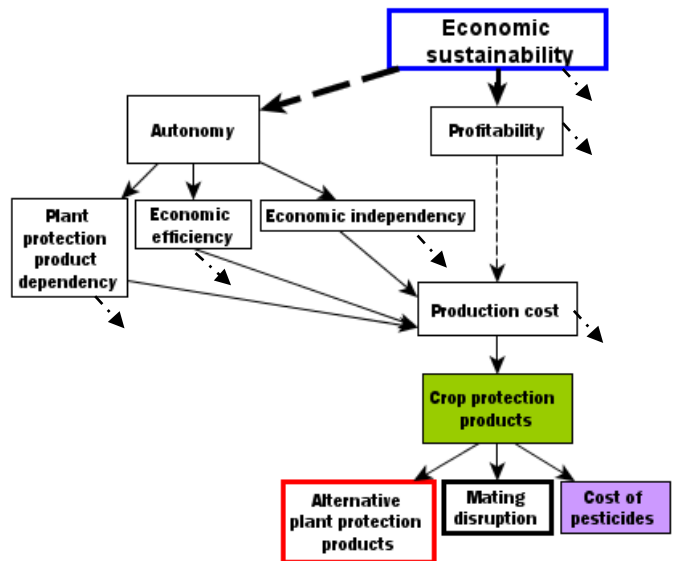 Economic
sustainability
Autonomy
Profitability
Plant
protection
product
dependency
Economic
efficiency
Economic independency
Production cost
Crop protection
products
Alternative
plant protection
products
Mating
disruption
Cost of
pesticides